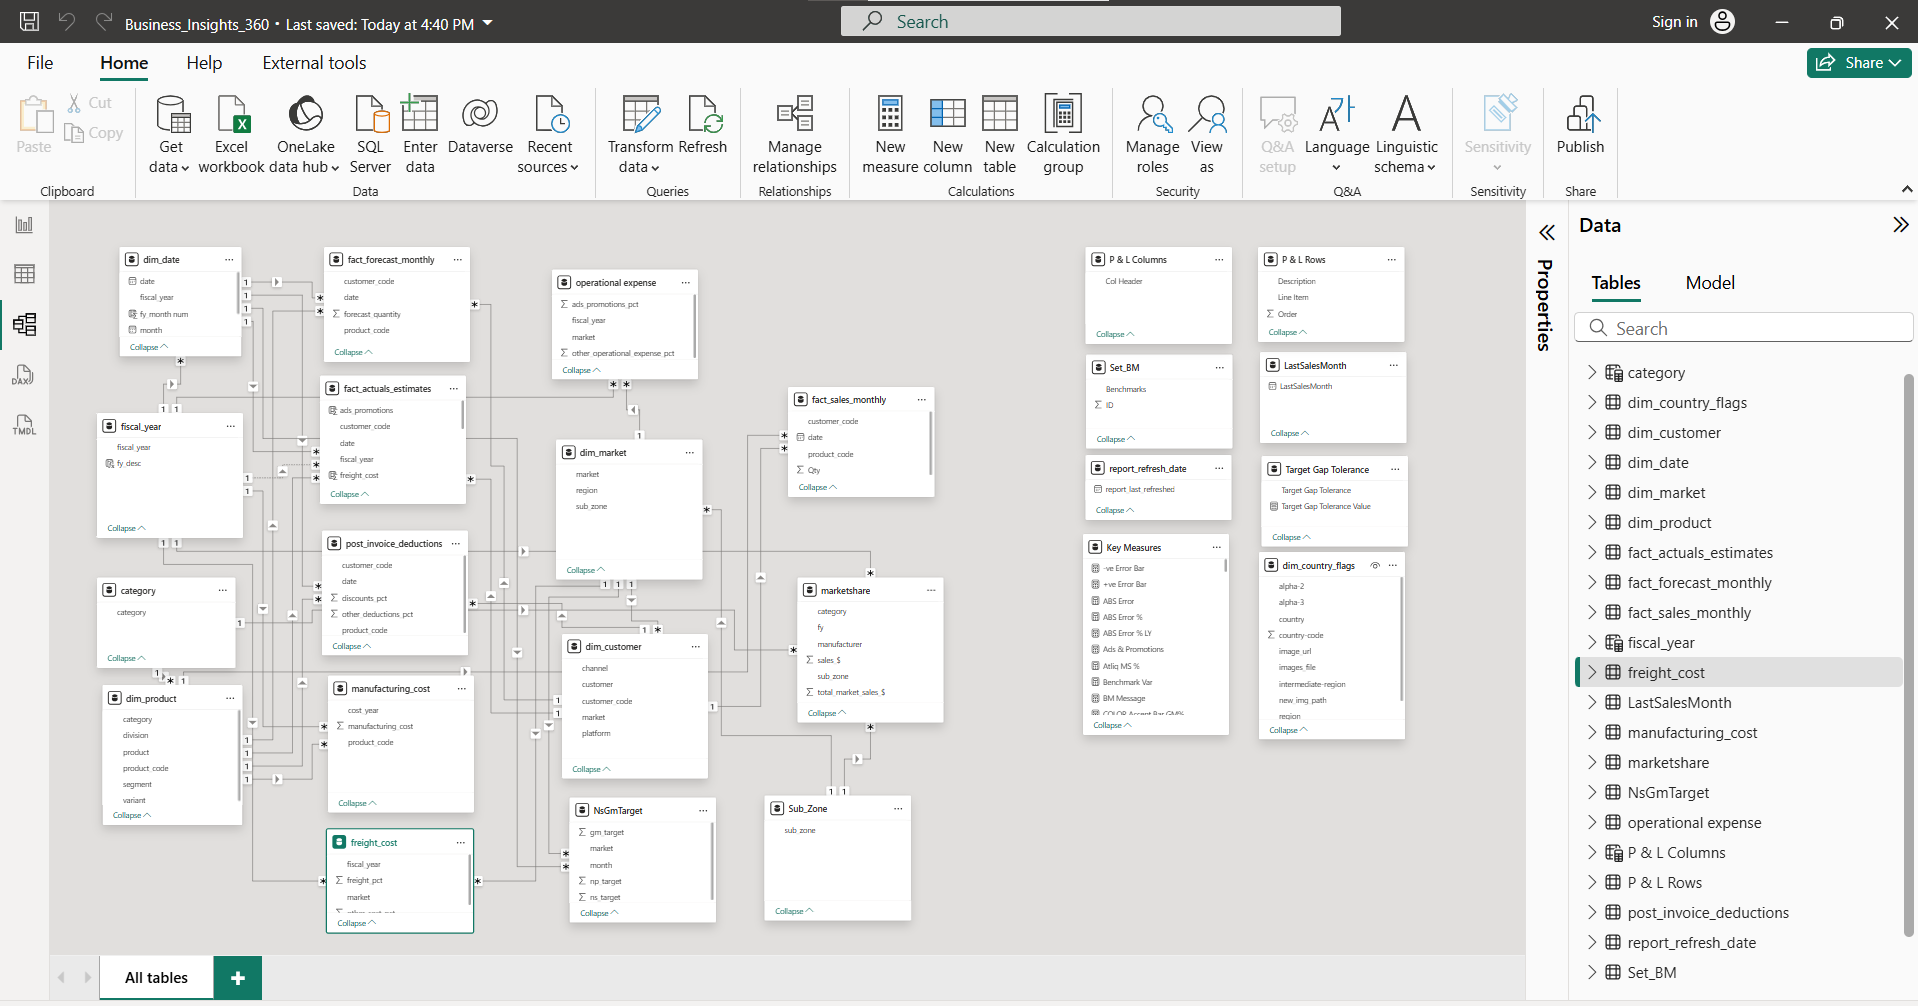 Business_Insights_360 • Last saved: Today at 4:40 PM
Search
Sign in
File
Home
Help
External tools
Share
Paste
Cut
Copy
Clipboard
Get data
Excel workbook
OneLake data hub
SQL Server
Enter data
Dataverse
Recent sources
Data
Transform data
Refresh
Queries
Manage relationships
Relationships
New measure
New column
New table
Calculation group
Calculations
Manage roles
View as
Security
Q&A setup
Language
Linguistic schema
Q&A
Sensitivity
Sensitivity
Publish
Share
DAX
TMDL
dim_date
date
fiscal_year
fy_month num
month
Collapse
fact_forecast_monthly
customer_code
date
forecast_quantity
product_code
Collapse
operational expense
ads_promotions_pct
fiscal_year
market
other_operational_expense_pct
Collapse
fact_actuals_estimates
ads_promotions
customer_code
date
fiscal_year
freight_cost
Collapse
fiscal_year
fiscal_year
fy_desc
Collapse
dim_market
market
region
sub_zone
Collapse
fact_sales_monthly
customer_code
date
product_code
Qty
Collapse
post_invoice_deductions
customer_code
date
discounts_pct
other_deductions_pct
product_code
Collapse
category
category
Collapse
marketshare
category
fy
manufacturer
sales_$
sub_zone
total_market_sales_$
Collapse
dim_customer
channel
customer
customer_code
market
platform
Collapse
dim_product
category
division
product
product_code
segment
variant
Collapse
manufacturing_cost
cost_year
manufacturing_cost
product_code
Collapse
freight_cost
fiscal_year
freight_pct
market
Collapse
NsGmTarget
gm_target
market
month
np_target
ns_target
Collapse
Sub_Zone
sub_zone
Collapse
P & L Columns
Col Header
Collapse
P & L Rows
Description
Line Item
Order
Collapse
Set_BM
Benchmarks
ID
Collapse
LastSalesMonth
LastSalesMonth
Collapse
report_refresh_date
report_last_refreshed
Collapse
Target Gap Tolerance
Target Gap Tolerance
Target Gap Tolerance Value
Collapse
Key Measures
-ve Error Bar
+ve Error Bar
ABS Error
ABS Error %
ABS Error % LY
Ads & Promotions
Atliq MS %
Benchmark Var
BM Message
COLOR Accent Bar GM%
Collapse
dim_country_flags
alpha-2
alpha-3
country
country-code
image_url
images_file
intermediate-region
new_img_path
region
Collapse
All tables
+
Properties
Data
Tables
Model
Search
category
dim_country_flags
dim_customer
dim_date
dim_market
dim_product
fact_actuals_estimates
fact_forecast_monthly
fact_sales_monthly
fiscal_year
freight_cost
LastSalesMonth
manufacturing_cost
marketshare
NsGmTarget
operational expense
P & L Columns
P & L Rows
post_invoice_deductions
report_refresh_date
Set_BM